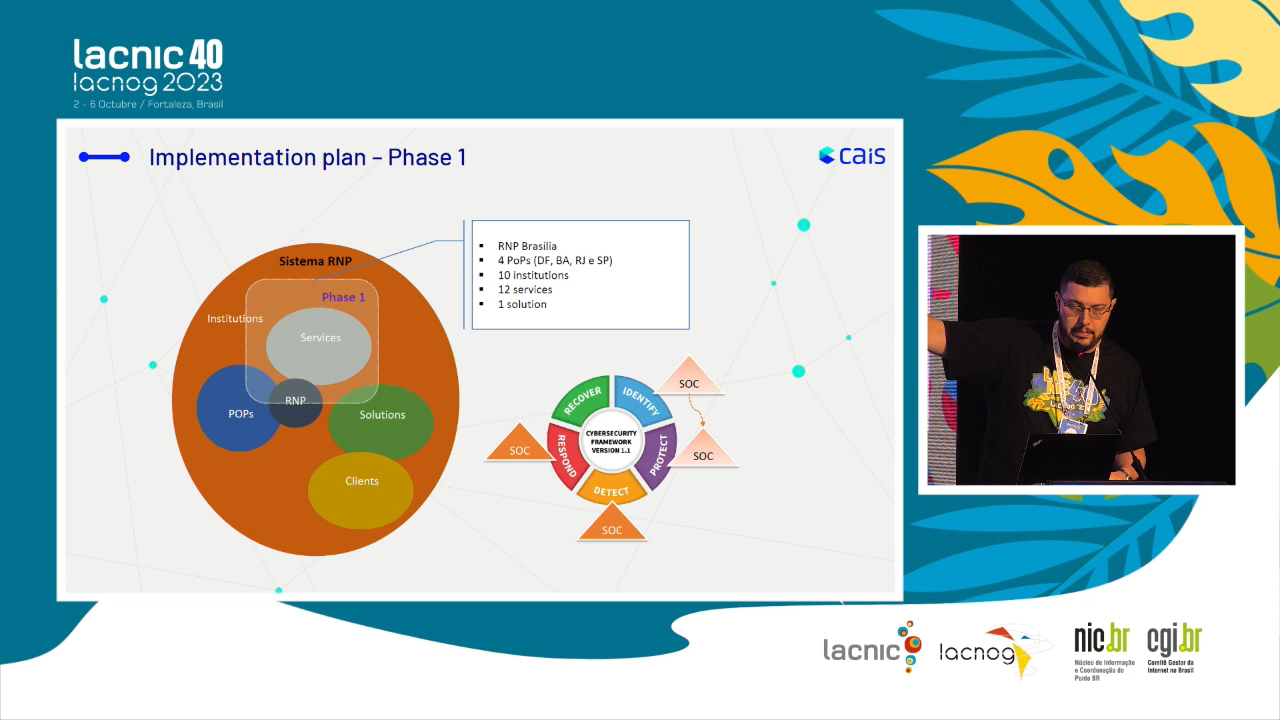 lacnic 40
lacnog 2023
2 - 6 Octubre / Fortaleza, Brasil
Implementation plan – Phase 1
cais
Sistema RNP
Phase 1
Institutions
Services
RNP
POPs
Solutions
Clients
▪ RNP Brasília
▪ 4 PoPs (DF, BA, RJ e SP)
▪ 10 institutions
▪ 12 services
▪ 1 solution
RECOVER
IDENTIFY
PROTECT
DETECT
RESPOND
CYBERSECURITY
FRAMEWORK
VERSION 1.1
SOC
SOC
SOC
SOC
lacnic
lacnog
nic.br
Núcleo de Informação
e Coordenação do
Ponto BR
cgi.br
Comitê Gestor da
Internet no Brasil